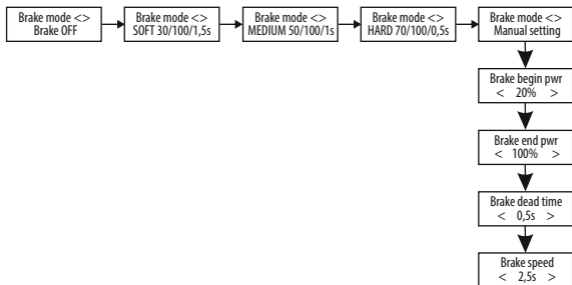 Brake mode <>
Brake OFF
Brake mode <>
SOFT 30/100/1,5s
Brake mode <>
MEDIUM 50/100/1s
Brake mode <>
HARD 70/100/0,5s
Brake mode <>
Manual setting
Brake begin pwr
< 20% >
Brake end pwr
< 100% >
Brake dead time
< 0,5s >
Brake speed
< 2,5s >